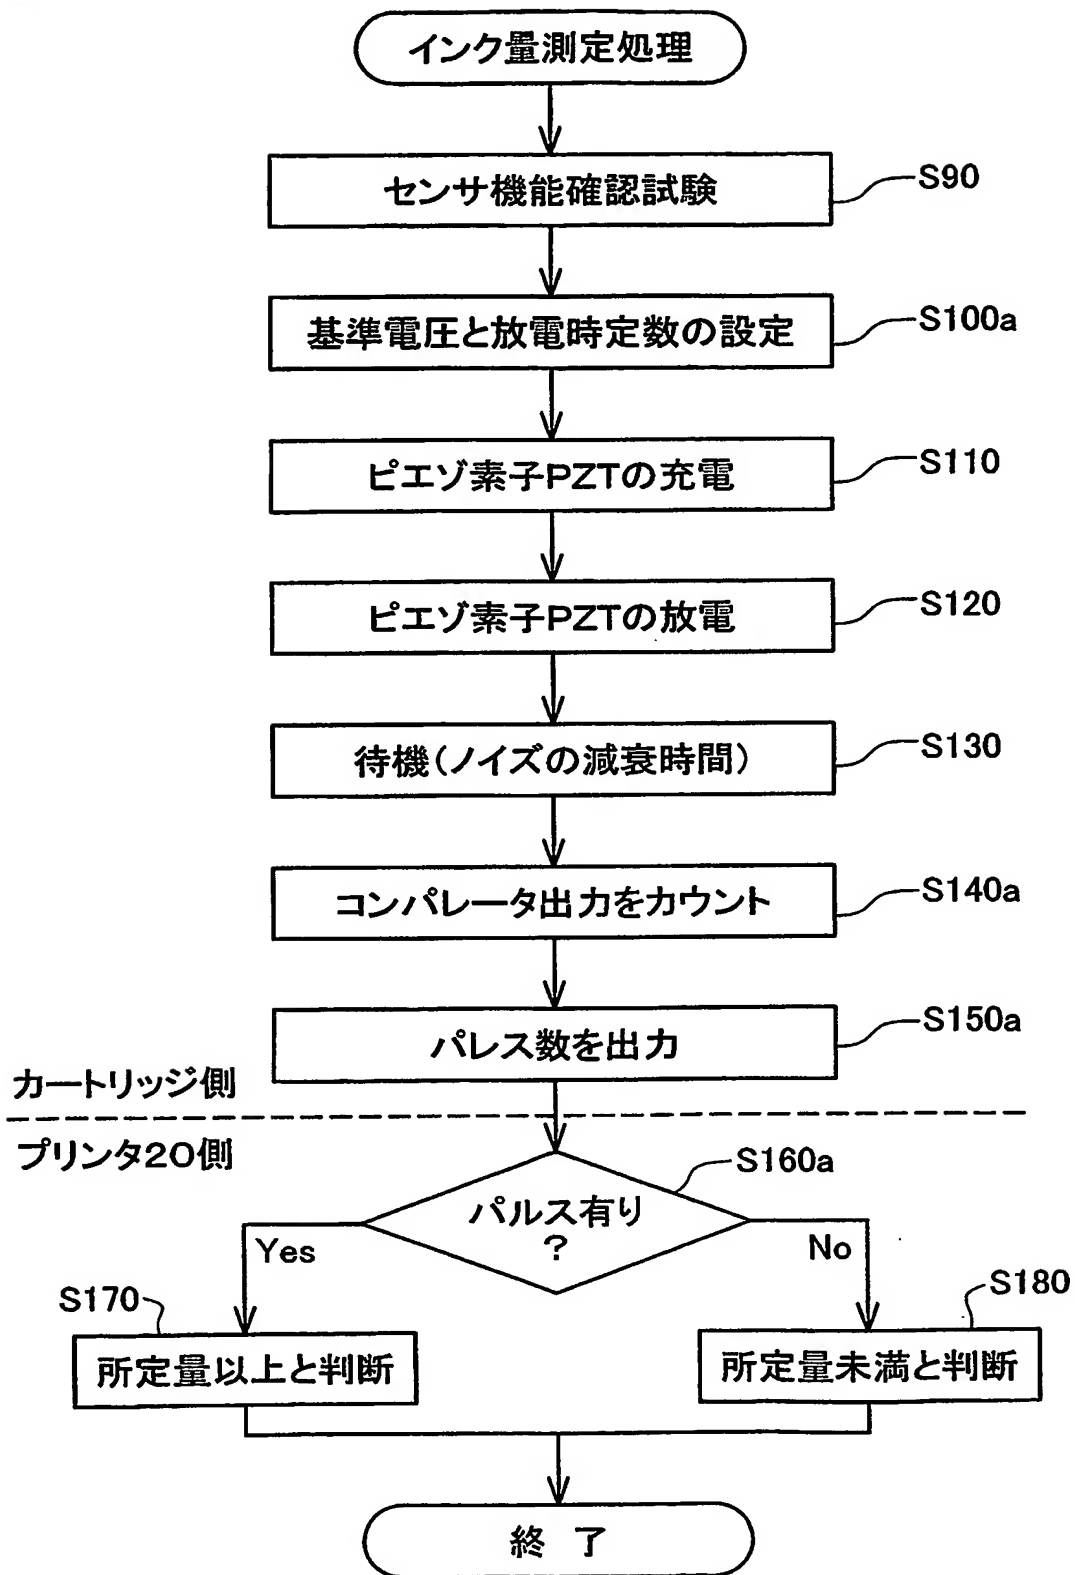 インク量測定処理
センサ機能確認試験
S90
基準電圧と放電時定数の設定
S100a
ピエゾ素子PZTの充電
S110
ピエゾ素子PZTの放電
S120
待機(ノイズの減衰時間)
S130
コンパレータ出力をカウント
S140a
パレス数を出力
S150a
カートリッジ側
プリンタ20側
S160a
パルス有り
?
Yes
No
S170
S180
所定量以上と判断
所定量未満と判断
終 了